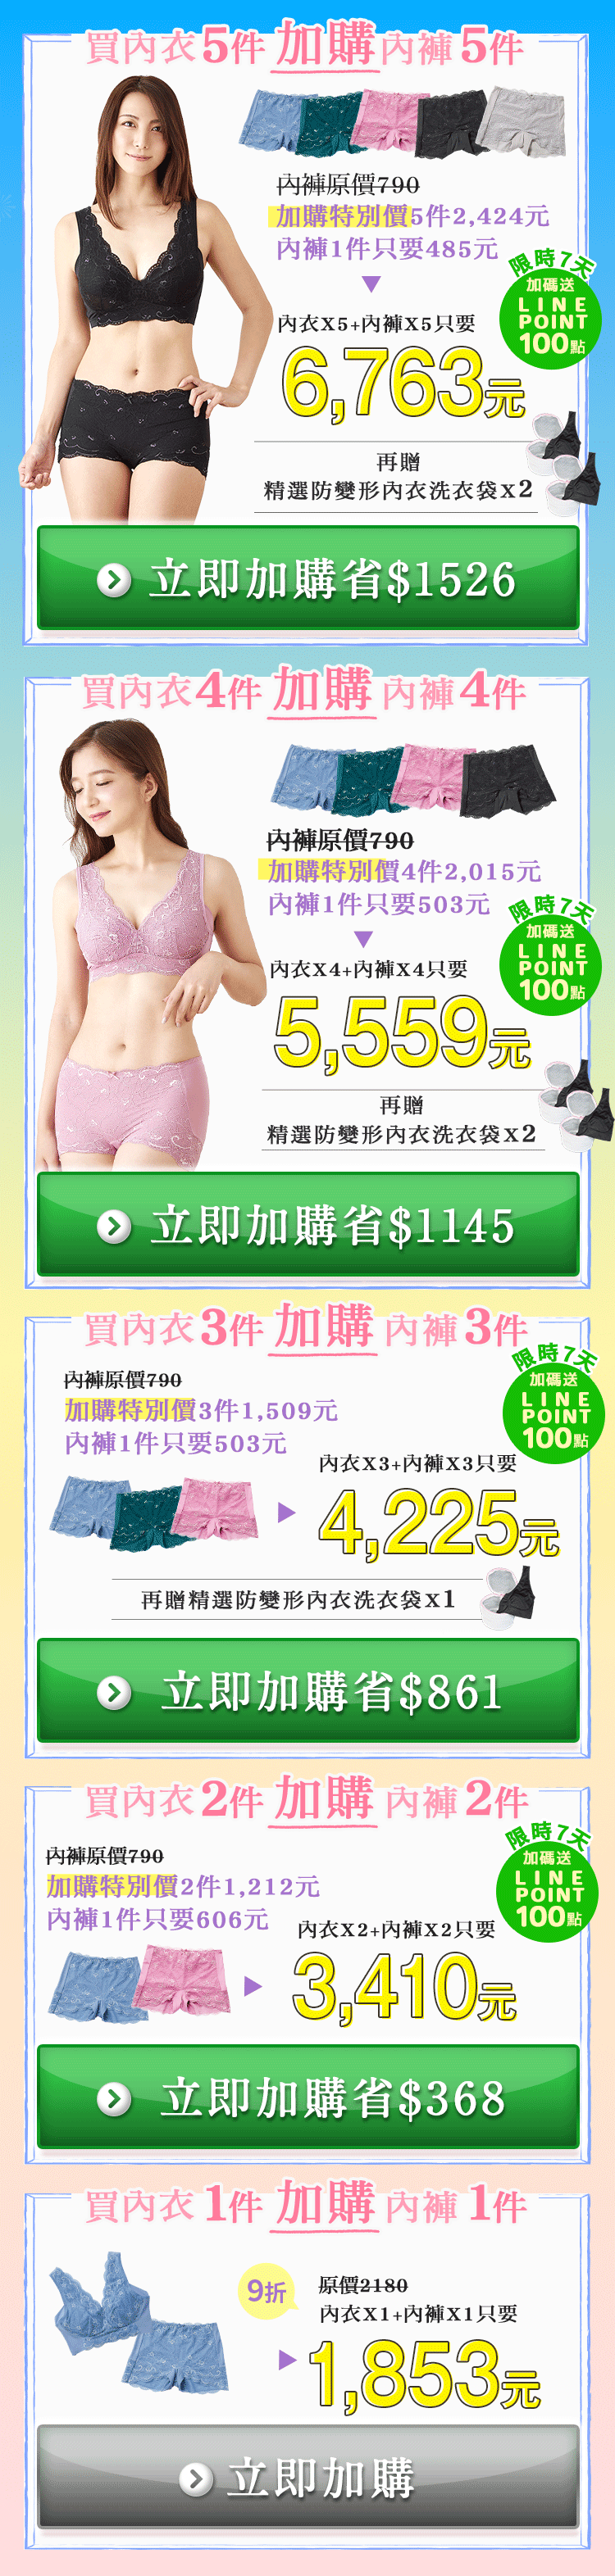 買內衣5件 加購 內褲5件
內褲原價790
加購特別價5件2,424元
內褲1件只要485元
限時7天
加碼送
LINE
POINT
100點
內衣X5+內褲X5只要
6,763元
再贈
精選防變形內衣洗衣袋x2
立即加購省$1526
買內衣4件 加購 內褲4件
內褲原價790
加購特別價4件2,015元
內褲1件只要503元
限時7天
加碼送
LINE
POINT
100點
內衣X4+內褲X4只要
5,559元
再贈
精選防變形內衣洗衣袋x2
立即加購省$1145
買內衣3件 加購 內褲3件
限時7天
加碼送
LINE
POINT
100點
內褲原價790
加購特別價3件1,509元
內褲1件只要503元
內衣X3+內褲X3只要
4,225元
再贈精選防變形內衣洗衣袋x1
立即加購省$861
買內衣2件 加購 內褲2件
限時7天
加碼送
LINE
POINT
100點
內褲原價790
加購特別價2件1,212元
內褲1件只要606元
內衣X2+內褲X2只要
3,410元
立即加購省$368
買內衣1件 加購 內褲1件
9折
原價2180
內衣X1+內褲X1只要
1,853元
立即加購